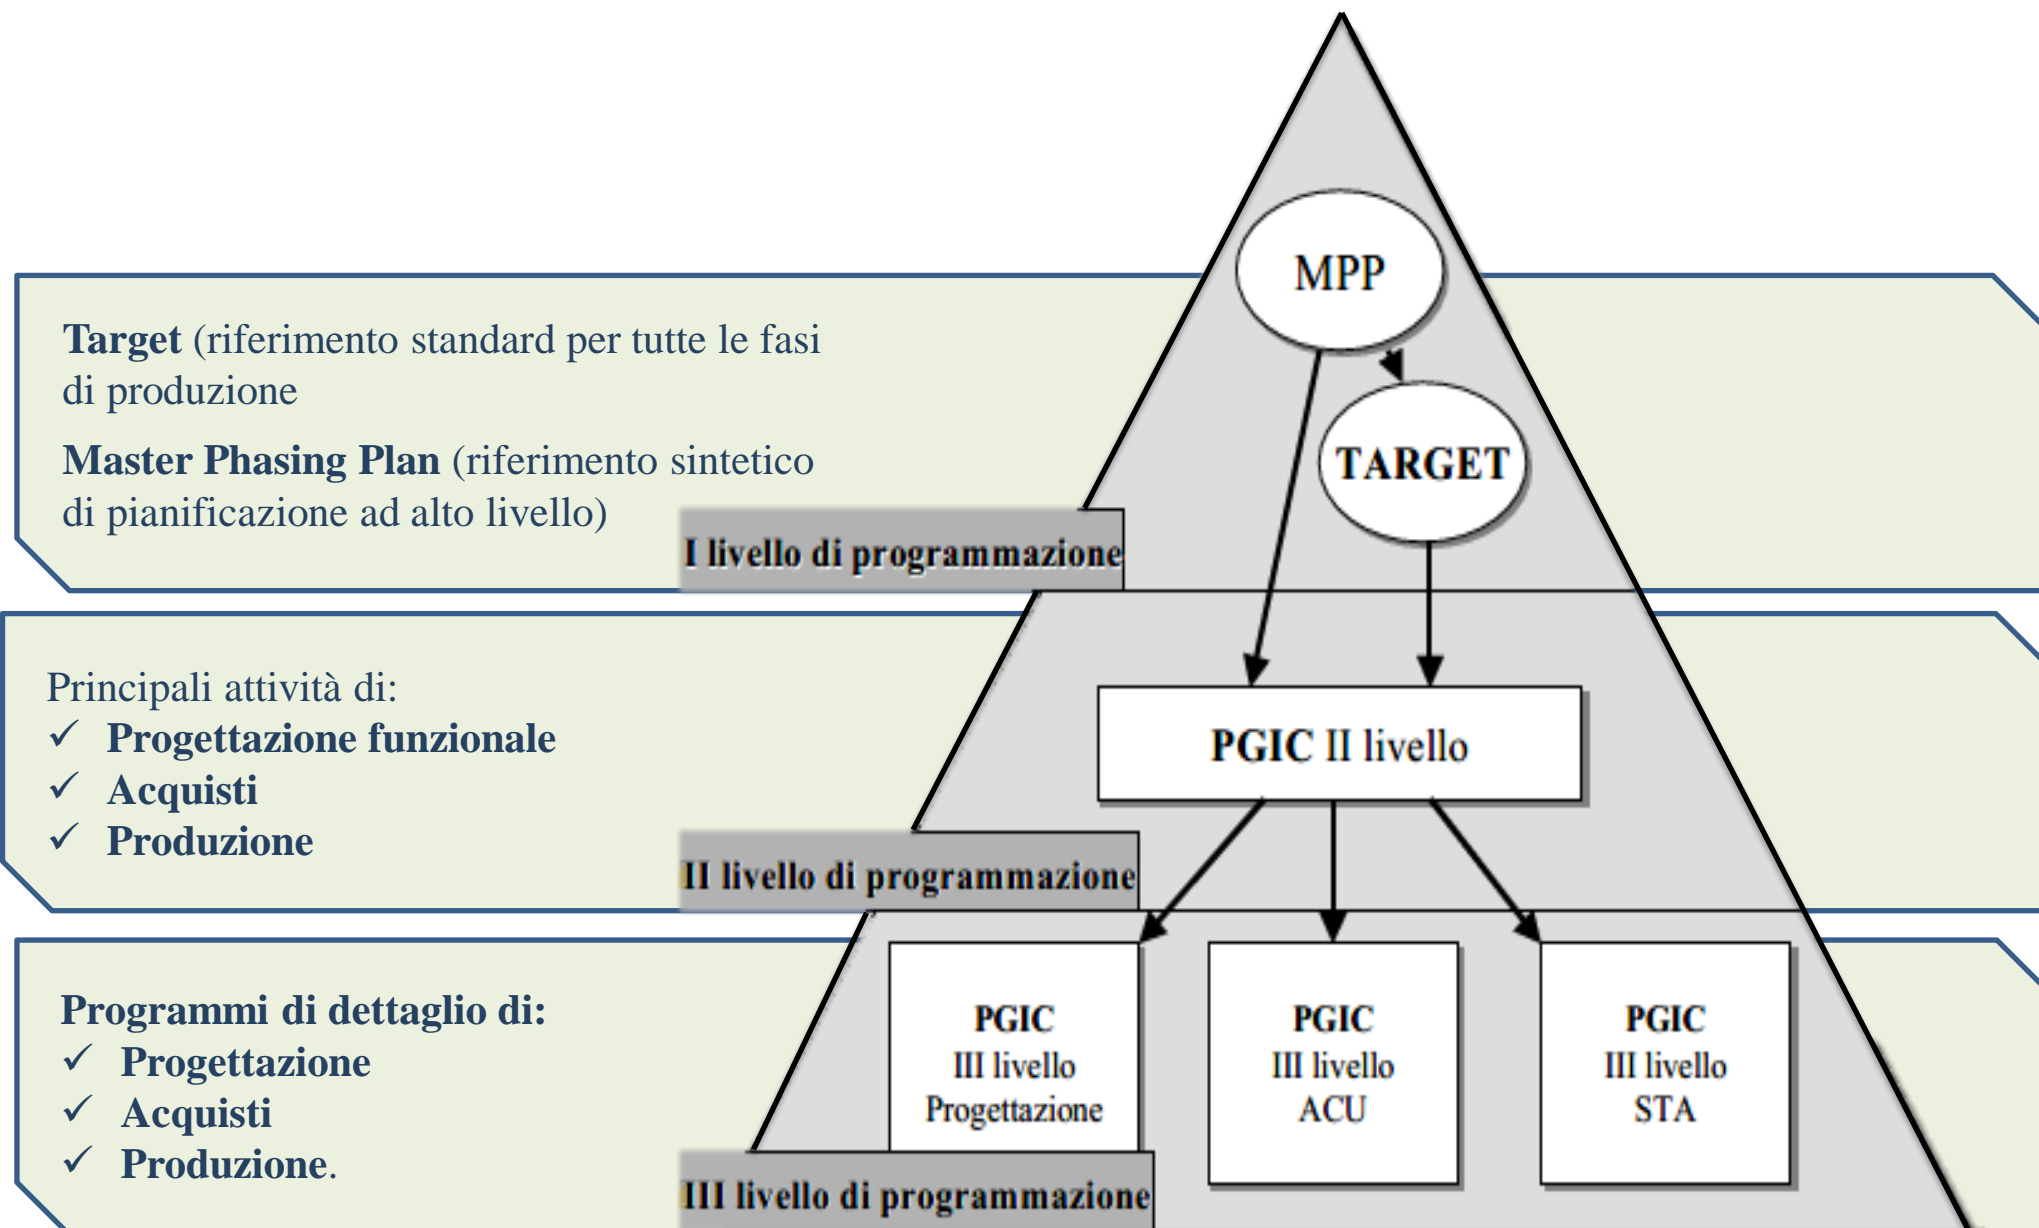 MPP
Target (riferimento standard per tutte le fasi
di produzione
Master Phasing Plan (riferimento sintetico
di pianificazione ad alto livello)
TARGET
I livello di programmazione
Principali attività di:
✓ Progettazione funzionale
✓ Acquisti
✓ Produzione
PGIC II livello
II livello di programmazione
Programmi di dettaglio di:
✓ Progettazione
✓ Acquisti
✓ Produzione.
PGIC
III livello
Progettazione
PGIC
III livello
ACU
PGIC
III livello
STA
III livello di programmazione